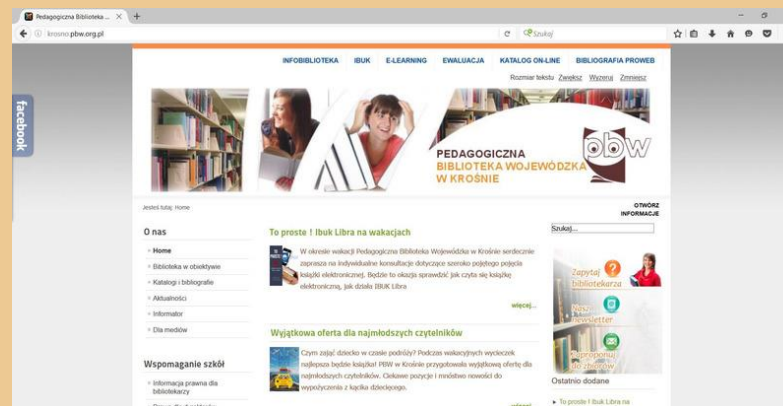 Pedagogiczna Biblioteka ...
krosno.pbw.org.pl
Szukaj
facebook
INFOBIBLIOTEKA IBUK E-LEARNING EWALUACJA KATALOG ON-LINE BIBLIOGRAFIA PROWEB
Rozmiar tekstu Zwiększ Wyzeruj Zmniejsz
pbw
PEDAGOGICZNA
BIBLIOTEKA WOJEWÓDZKA
W KROŚNIE
Jesteś tutaj: Home
OTWÓRZ
INFORMACJE
O nas
Home
Biblioteka w obiektywie
Katalogi i bibliografie
Aktualności
Informator
Dla mediów
Wspomaganie szkół
Informacja prawna dla
bibliotekarzy
To proste ! Ibuk Libra na wakacjach
W okresie wakacji Pedagogiczna Biblioteka Wojewódzka w Krośnie serdecznie
zaprasza na indywidualne konsultacje dotyczące szeroko pojętego pojęcia
książki elektronicznej. Będzie to okazja sprawdzić jak czyta się książkę
elektroniczną, jak działa IBUK Libra
więcej...
Wyjątkowa oferta dla najmłodszych czytelników
Czym zająć dziecko w czasie podróży? Podczas wakacyjnych wycieczek
najlepsza będzie książka! PBW w Krośnie przygotowała wyjątkową ofertę dla
najmłodszych czytelników. Ciekawe pozycje i mnóstwo nowości do
wypożyczenia z kącika dziecięcego.
więcej...
Szukaj...
Zapytaj
bibliotekarza
Nasz
newsletter
Zaproponuj
do zbiorów
Ostatnio dodane
To proste ! Ibuk Libra na